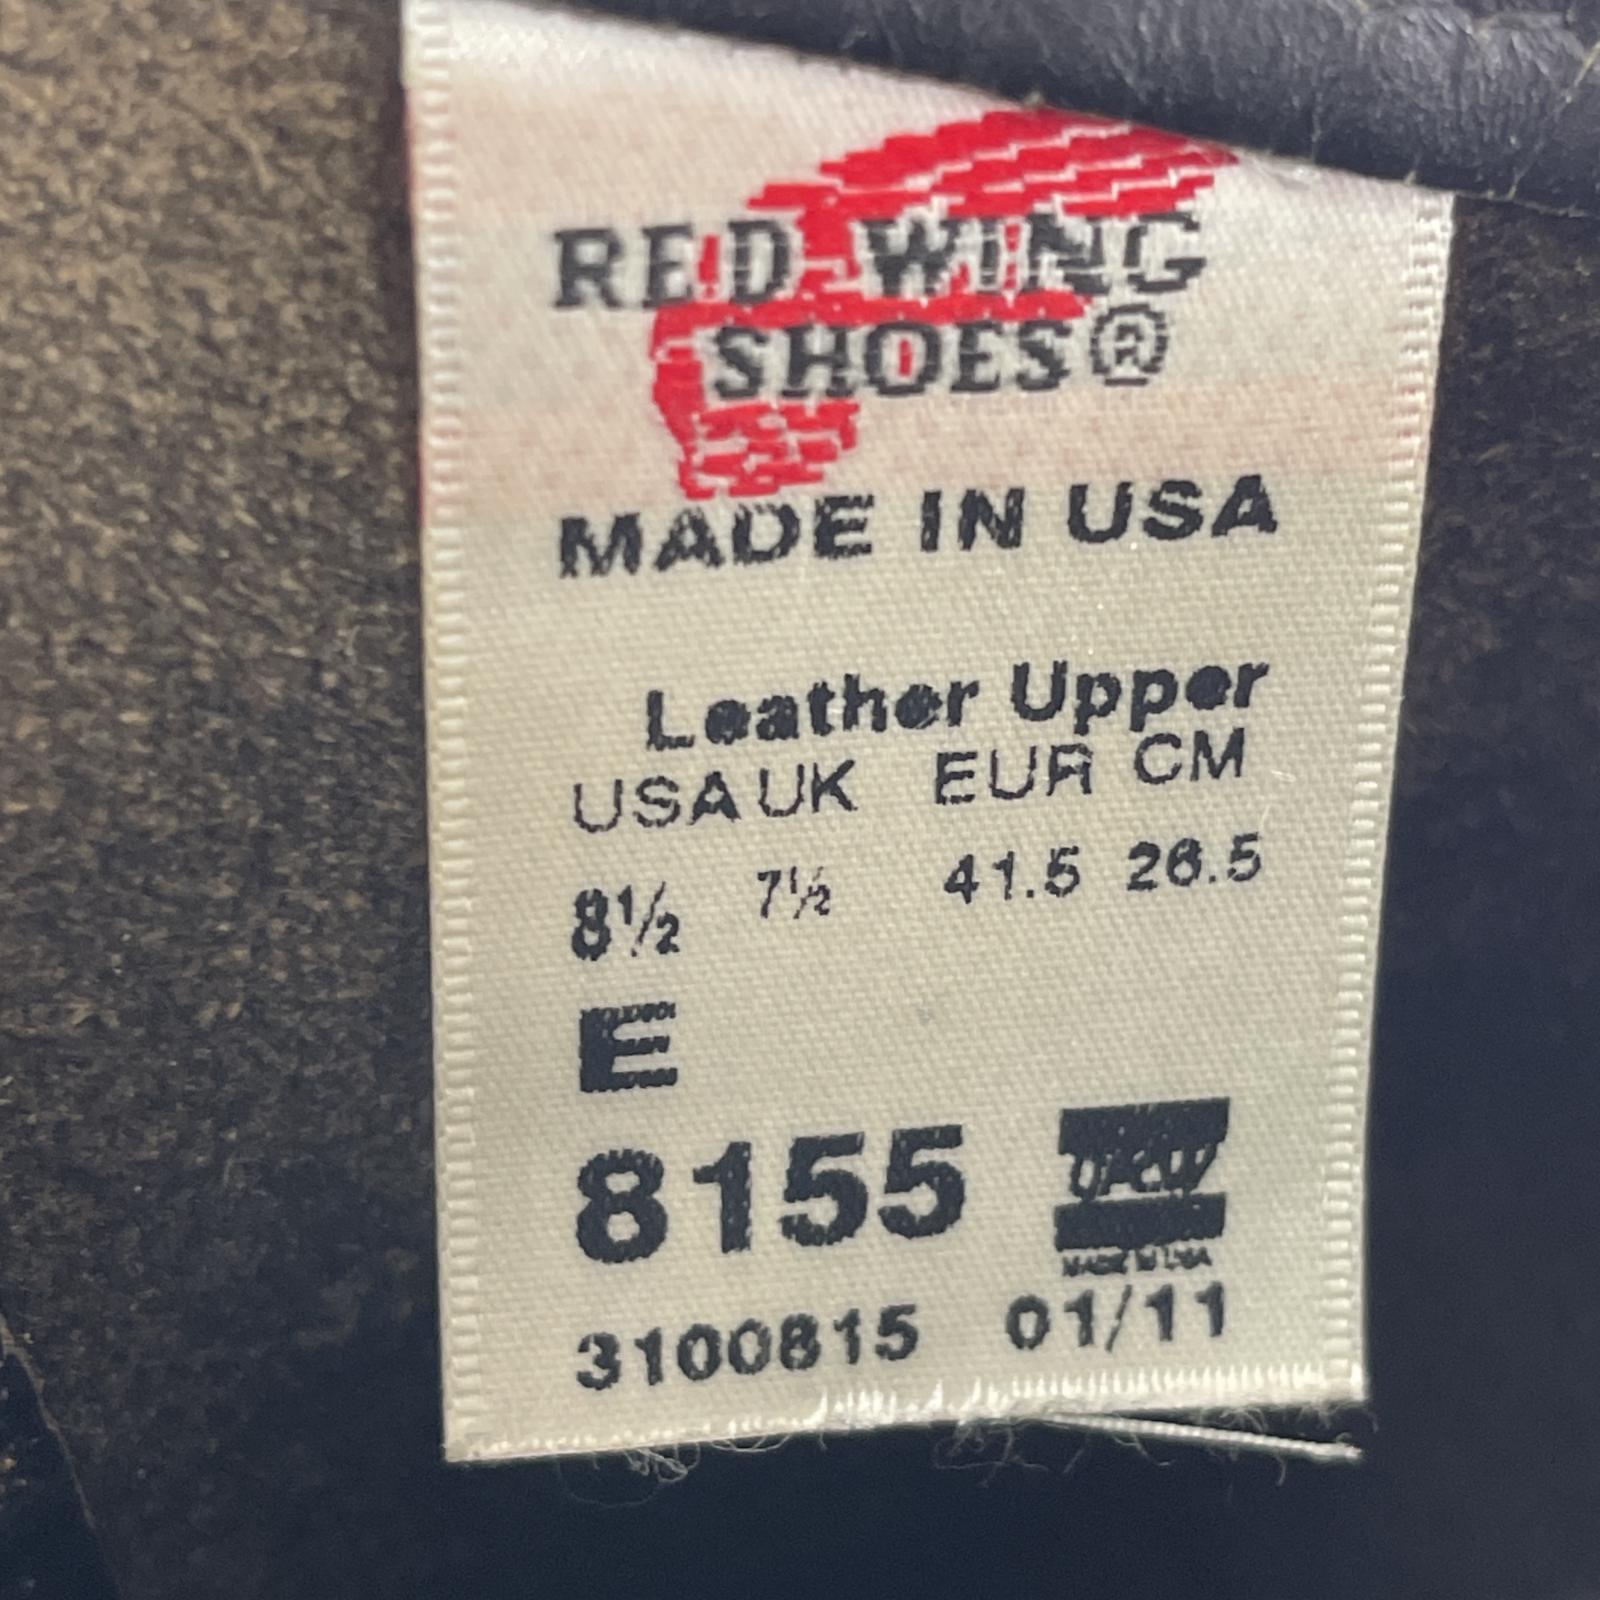 RED WING
SHOES®
MADE IN USA
Leather Upper
USA UK EUR CM
8½ 7½ 41.5 26.5
E
8155
UFCW
MADE IN USA
3100815 01/11